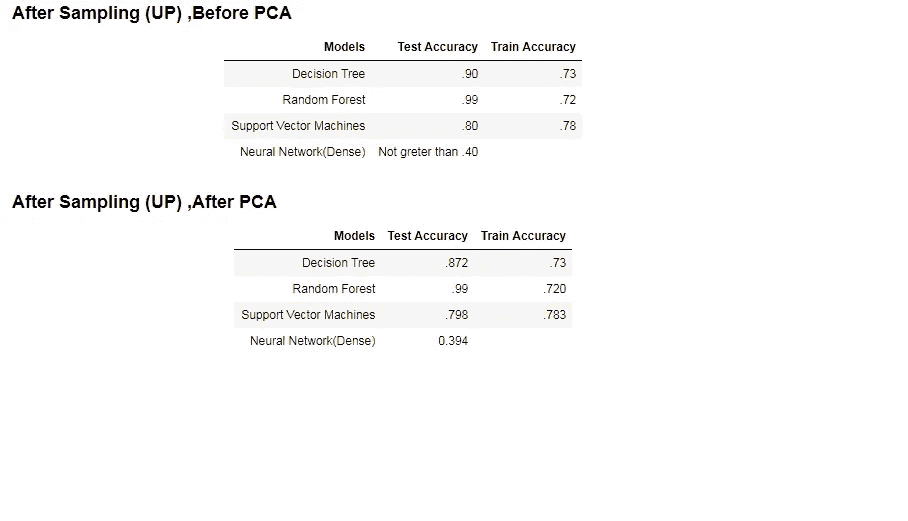 After Sampling (UP) ,Before PCA
Models Test Accuracy Train Accuracy
Decision Tree .90 .73
Random Forest .99 .72
Support Vector Machines .80 .78
Neural Network(Dense) Not greter than .40
After Sampling (UP) ,After PCA
Models Test Accuracy Train Accuracy
Decision Tree .872 .73
Random Forest .99 .720
Support Vector Machines .798 .783
Neural Network(Dense) 0.394